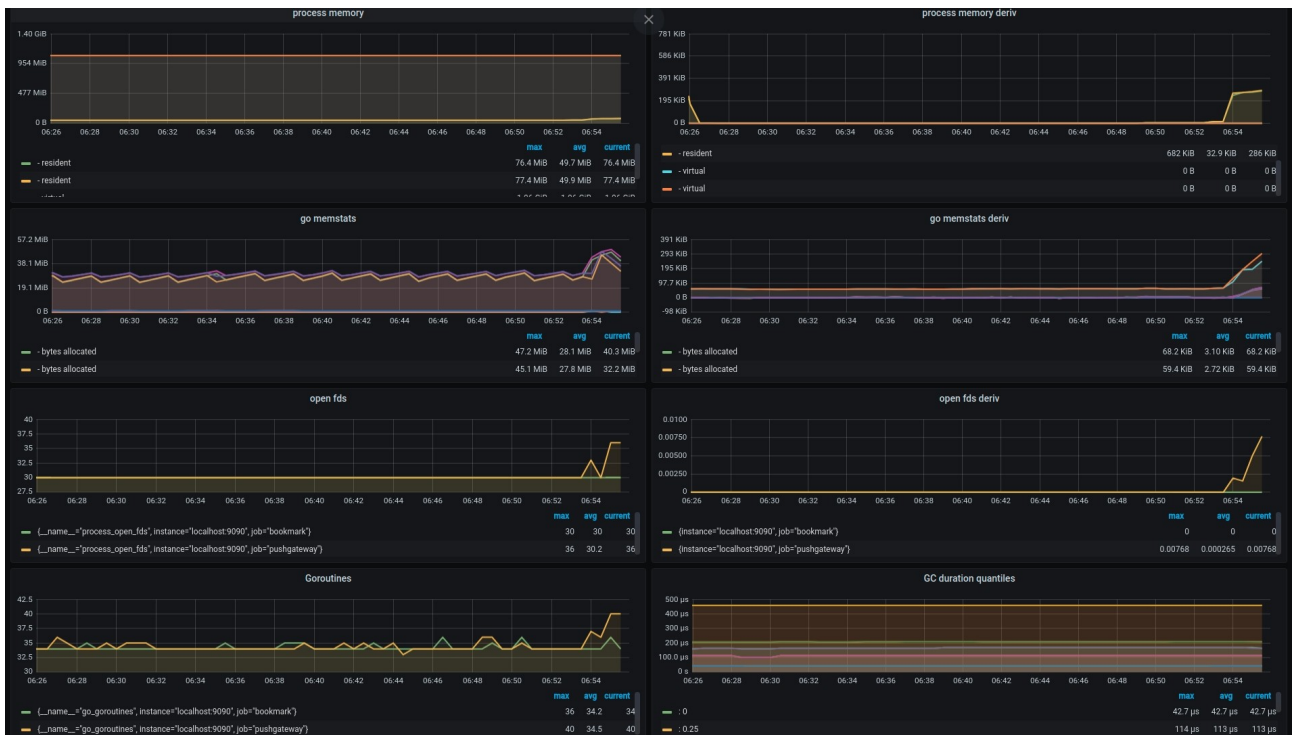 process memory
1.40 GiB
954 MiB
477 MiB
0 B
06:26 06:28 06:30 06:32 06:34 06:36 06:38 06:40 06:42 06:44 06:46 06:48 06:50 06:52 06:54
max avg current
- resident 76.4 MiB 49.7 MiB 76.4 MiB
- resident 77.4 MiB 49.9 MiB 77.4 MiB
process memory deriv
781 KiB
586 KiB
391 KiB
195 KiB
0 B
06:26 06:28 06:30 06:32 06:34 06:36 06:38 06:40 06:42 06:44 06:46 06:48 06:50 06:52 06:54
- resident 682 KiB 32.9 KiB 286 KiB
- virtual 0 B 0 B 0 B
- virtual 0 B 0 B 0 B
go memstats
57.2 MiB
38.1 MiB
19.1 MiB
0 B
06:26 06:28 06:30 06:32 06:34 06:36 06:38 06:40 06:42 06:44 06:46 06:48 06:50 06:52 06:54
max avg current
- bytes allocated 47.2 MiB 28.1 MiB 40.3 MiB
- bytes allocated 45.1 MiB 27.8 MiB 32.2 MiB
go memstats deriv
391 KiB
293 KiB
195 KiB
97.7 KiB
0 B
-98 KiB
06:26 06:28 06:30 06:32 06:34 06:36 06:38 06:40 06:42 06:44 06:46 06:48 06:50 06:52 06:54
max avg current
- bytes allocated 68.2 KiB 3.10 KiB 68.2 KiB
- bytes allocated 59.4 KiB 2.72 KiB 59.4 KiB
open fds
40
37.5
35
32.5
30
27.5
06:26 06:28 06:30 06:32 06:34 06:36 06:38 06:40 06:42 06:44 06:46 06:48 06:50 06:52 06:54
max avg current
{__name__="process_open_fds", instance="localhost:9090", job="bookmark"} 30 30 30
{__name__="process_open_fds", instance="localhost:9090", job="pushgateway"} 36 30.2 36
open fds deriv
0.0100
0.00750
0.00500
0.00250
0
06:26 06:28 06:30 06:32 06:34 06:36 06:38 06:40 06:42 06:44 06:46 06:48 06:50 06:52 06:54
max avg current
{instance="localhost:9090", job="bookmark"} 0 0 0
{instance="localhost:9090", job="pushgateway"} 0.00768 0.000265 0.00768
Goroutines
42.5
40
37.5
35
32.5
30
06:26 06:28 06:30 06:32 06:34 06:36 06:38 06:40 06:42 06:44 06:46 06:48 06:50 06:52 06:54
max avg current
{__name__="go_goroutines", instance="localhost:9090", job="bookmark"} 36 34.2 34
{__name__="go_goroutines", instance="localhost:9090", job="pushgateway"} 40 34.5 40
GC duration quantiles
500 µs
400 µs
300 µs
200 µs
100.0 µs
0 s
06:26 06:28 06:30 06:32 06:34 06:36 06:38 06:40 06:42 06:44 06:46 06:48 06:50 06:52 06:54
max avg current
: 0 42.7 µs 42.7 µs 42.7 µs
: 0.25 114 µs 113 µs 113 µs